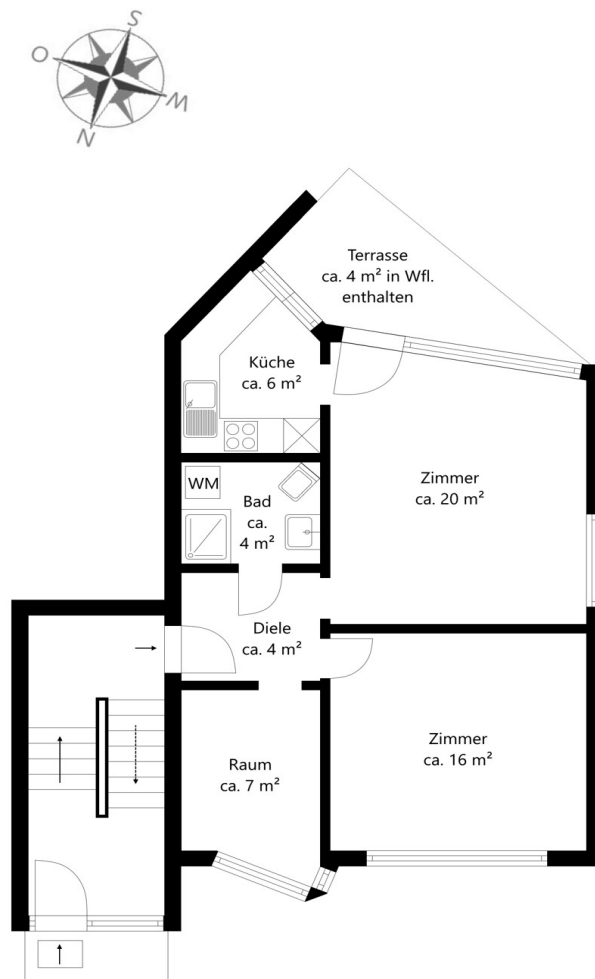 S
O
W
N
Terrasse
ca. 4 m² in Wfl.
enthalten
Küche
ca. 6 m²
Zimmer
ca. 20 m²
WM
Bad
ca.
4 m²
Diele
ca. 4 m²
Zimmer
ca. 16 m²
Raum
ca. 7 m²